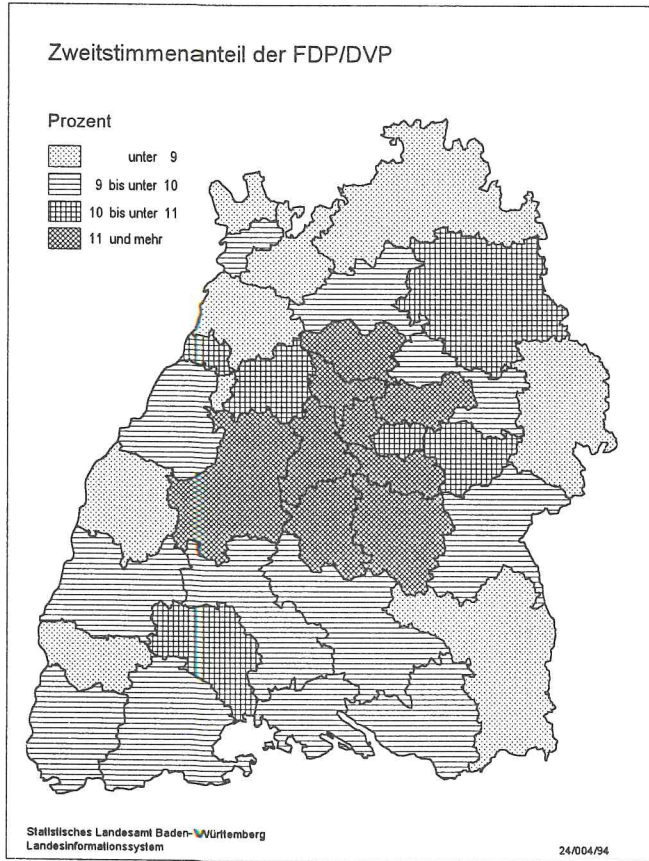 Zweitstimmenanteil der FDP/DVP
Prozent
unter 9
9 bis unter 10
10 bis unter 11
11 und mehr
Statistisches Landesamt Baden-Württemberg
Landesinformationssystem
24/004/94